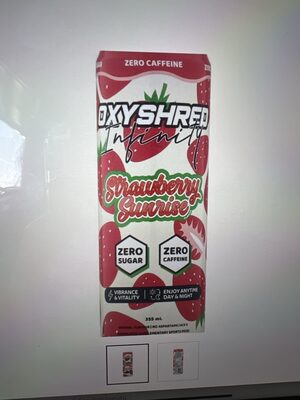 ZERO CAFFEINE
OXYSHRED
Infinity
Strawberry
Sunrise
ZERO
SUGAR
ZERO
CAFFEINE
VIBRANCE
& VITALITY
ENJOY ANYTIME
DAY & NIGHT
355 mL